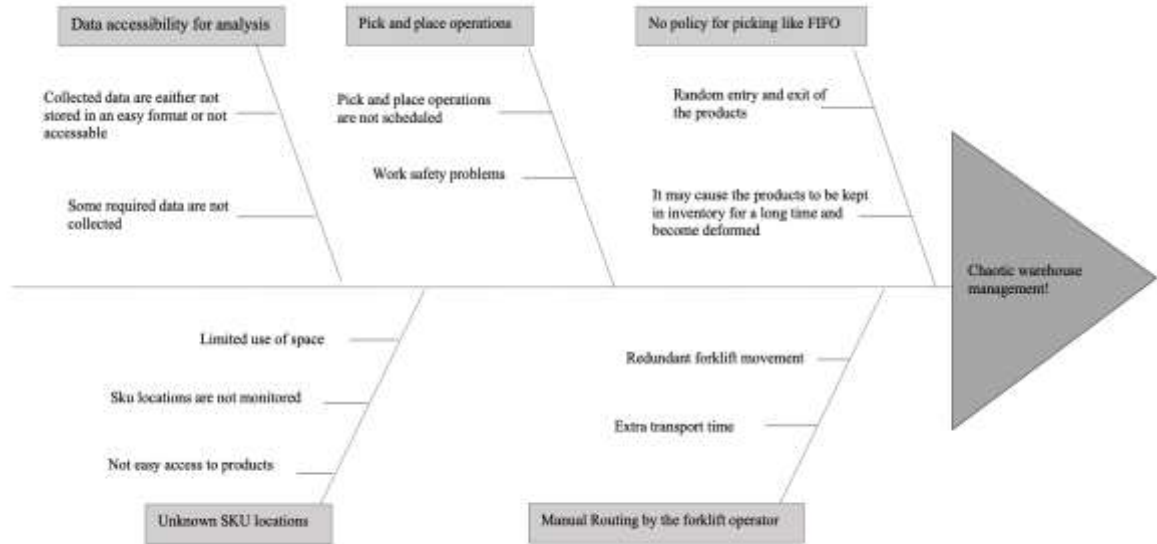 Data accessibility for analysis
Pick and place operations
No policy for picking like FIFO
Collected data are eaither not
stored in an easy format or not
accessable
Some required data are not
collected
Pick and place operations
are not scheduled
Work safety problems
Random entry and exit of
the products
It may cause the products to be kept
in inventory for a long time and
become deformed
Chaotic warehouse
management!
Limited use of space
Sku locations are not monitored
Not easy access to products
Unknown SKU locations
Redundant forklift movement
Extra transport time
Manual Routing by the forklift operator